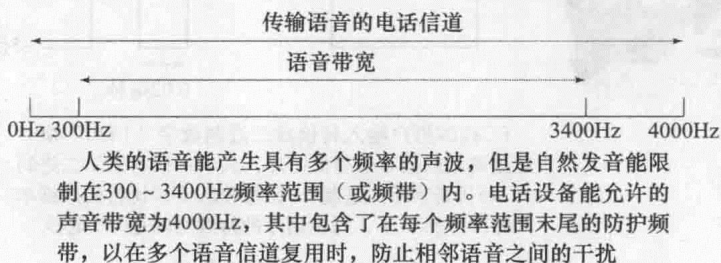 传输语音的电话信道
语音带宽
0Hz 300Hz 3400Hz 4000Hz
人类的语音能产生具有多个频率的声波，但是自然发音能限
制在300~3400Hz频率范围（或频带）内。电话设备能允许的
声音带宽为4000Hz，其中包含了在每个频率范围末尾的防护频
带，以在多个语音信道复用时，防止相邻语音之间的干扰